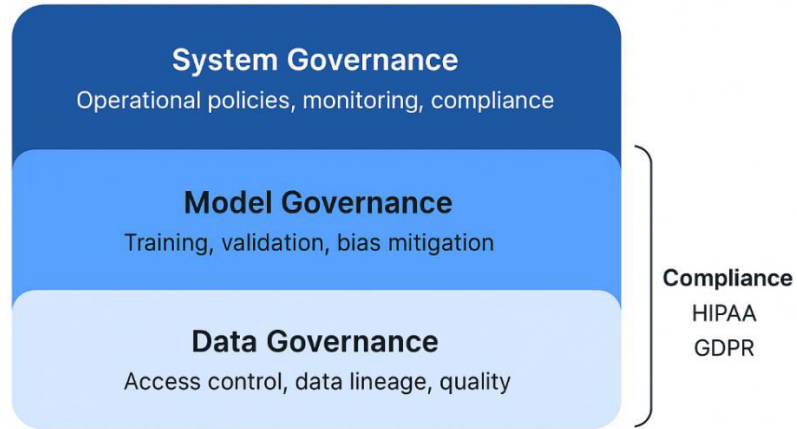 System Governance
Operational policies, monitoring, compliance
Model Governance
Training, validation, bias mitigation
Data Governance
Access control, data lineage, quality
Compliance
HIPAA
GDPR